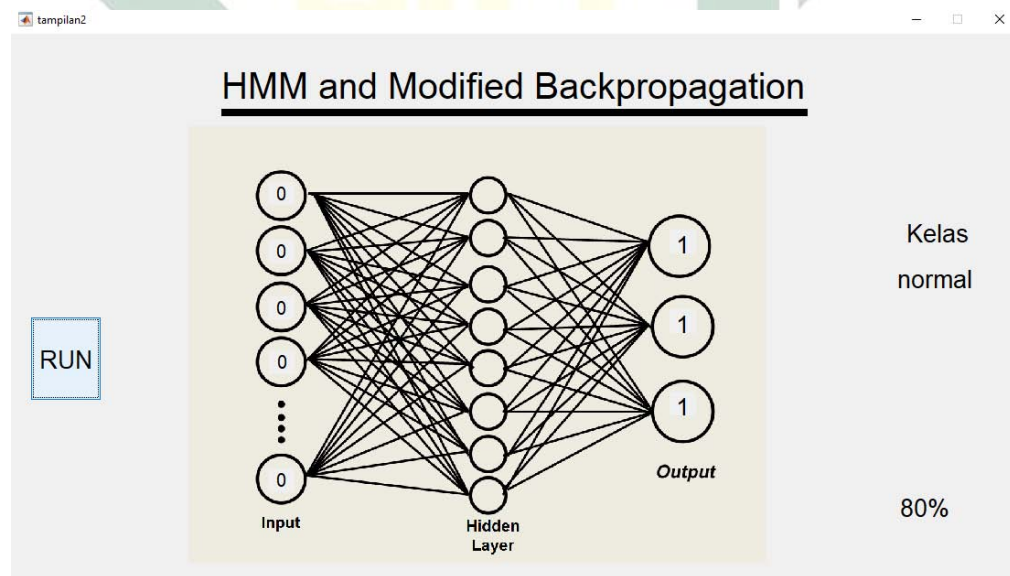 tampilan2
HMM and Modified Backpropagation
0
0
0
0
0
Input
Hidden
Layer
1
1
1
Output
RUN
Kelas
normal
80%